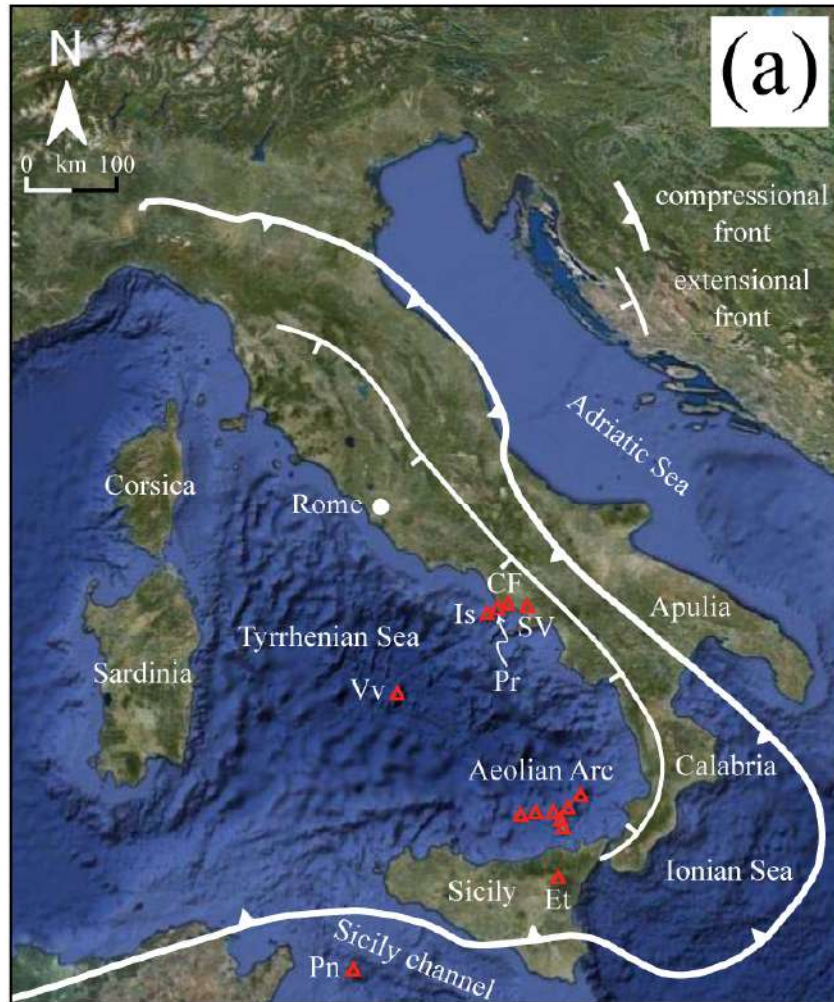 (a)
N
0 km 100
compressional
front
extensional
front
Adriatic Sea
Corsica
Rome
CF
Is
SV
Apulia
Tyrrhenian Sea
Pr
Sardinia
Vv
Aeolian Arc
Calabria
Sicily
Et
Ionian Sea
Sicily channel
Pn